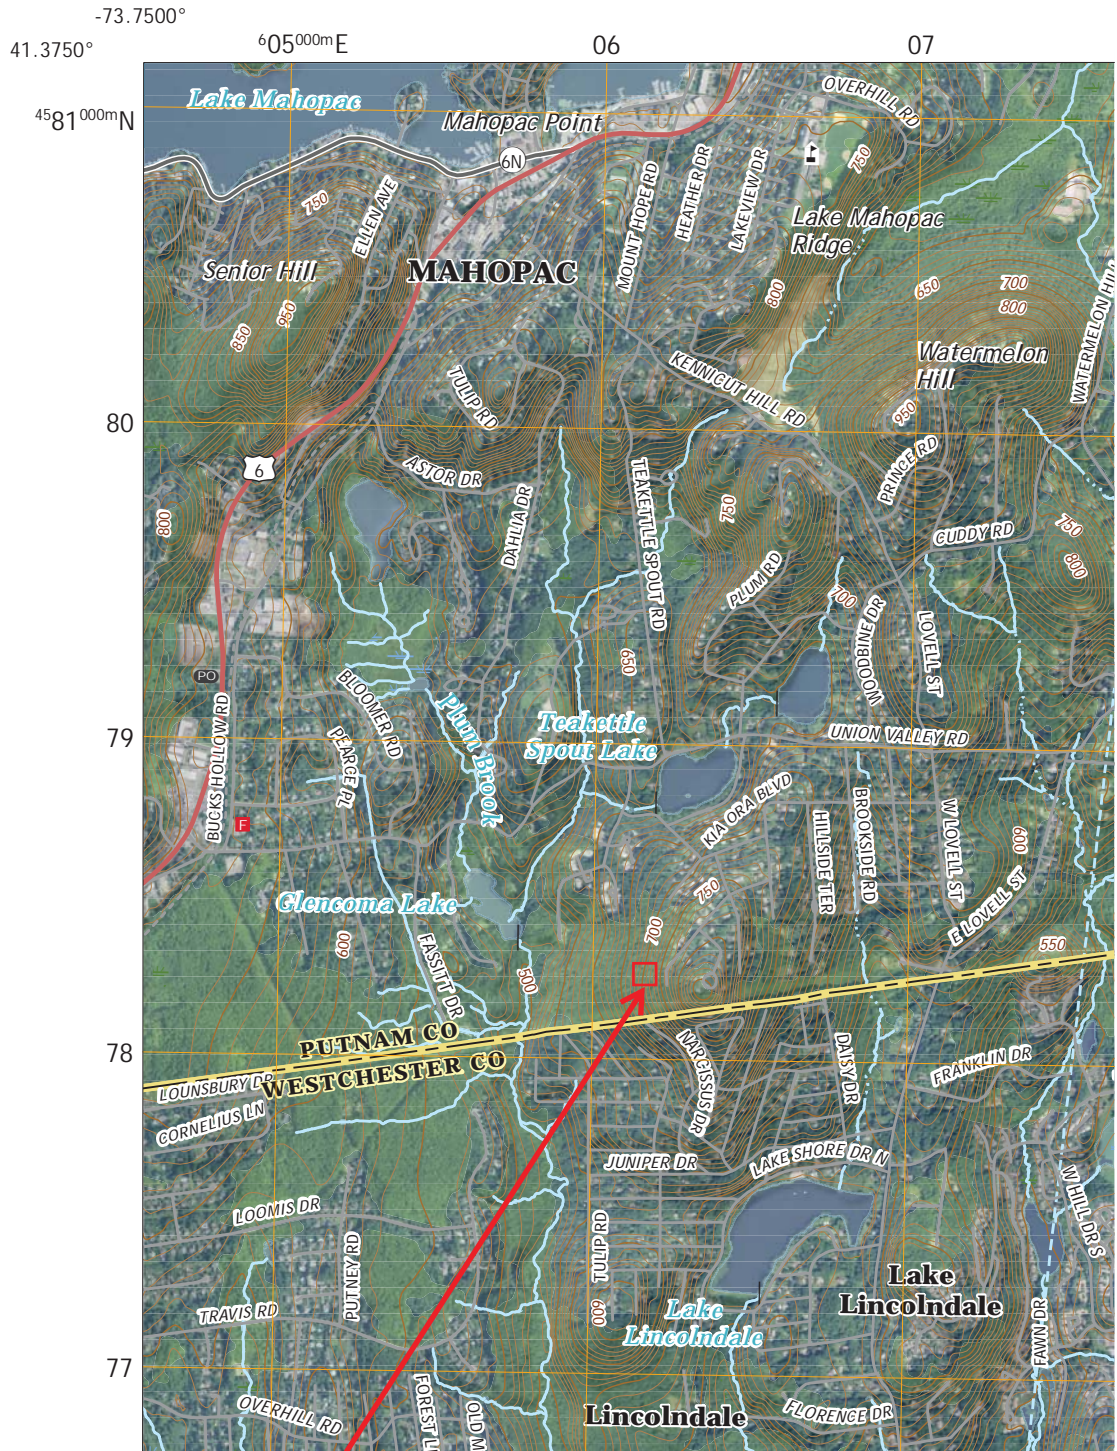 -73.7500°
41.3750°
⁶05⁰⁰⁰ᵐE
06
07
⁴⁵81⁰⁰⁰ᵐN
Lake Mahopac
Mahopac Point
OVERHILL RD
6N
750
750
ELLEN AVE
MOUNT HOPE RD
HEATHER DR
LAKEVIEW DR
Lake Mahopac
Ridge
Senior Hill
MAHOPAC
650
700
800
800
950
850
WATERMELON HILL
Watermelon
Hill
KENNICUT HILL RD
TULIP RD
950
80
6
ASTOR DR
PRINCE RD
TEAKETTLE SPOUT RD
DAHLIA DR
800
750
750
CUDDY RD
800
PLUM RD
700
WOODBINE DR
LOVELL ST
650
PO
BLOOMER RD
Plum Brook
Teakettle
Spout Lake
79
UNION VALLEY RD
PEARCE PL
BUCKS HOLLOW RD
KIA ORA BLVD
HILLSIDE TER
BROOKSIDE RD
W LOVELL ST
600
F
750
Glencoma Lake
E LOVELL ST
700
600
FASSITT DR
550
500
78
PUTNAM CO
WESTCHESTER CO
LOUNSBURY DR
CORNELIUS LN
NARCISSUS DR
DAISY DR
FRANKLIN DR
JUNIPER DR
LAKE SHORE DR N
W HILL DR S
LOOMIS DR
PUTNEY RD
TULIP RD
Lake
Lincolndale
TRAVIS RD
600
Lake
Lincolndale
FAWN DR
77
OVERHILL RD
FOREST L
OLD M
Lincolndale
FLORENCE DR